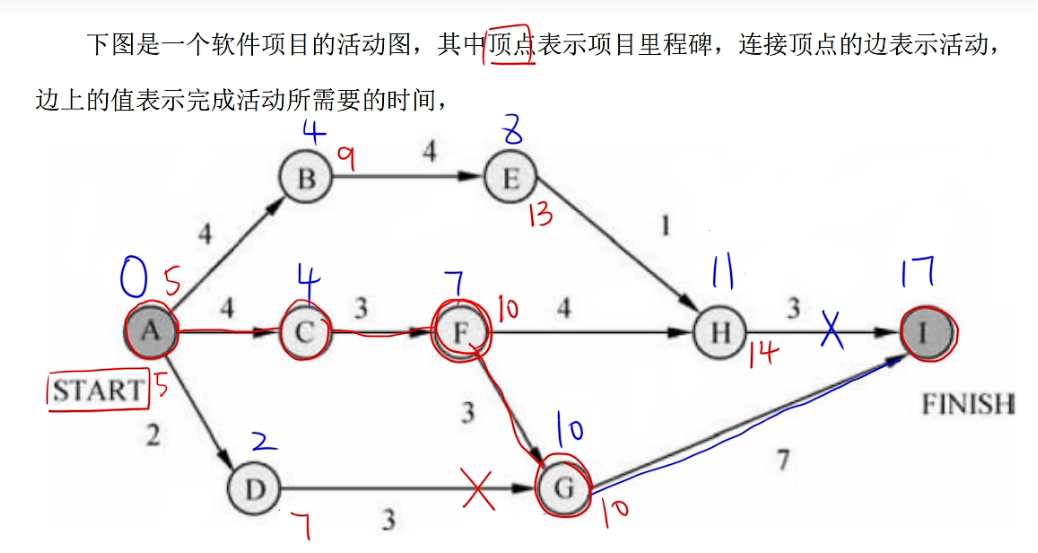 下图是一个软件项目的活动图，其中顶点表示项目里程碑，连接顶点的边表示活动，
边上的值表示完成活动所需要的时间，
4 8
B 9 4 E
13
4 1
0 5 4 7 11 17
A 4 C 3 F 10 4 H 3 I
14
START 5 FINISH
2 3
2 10
7
D G
7 3 10